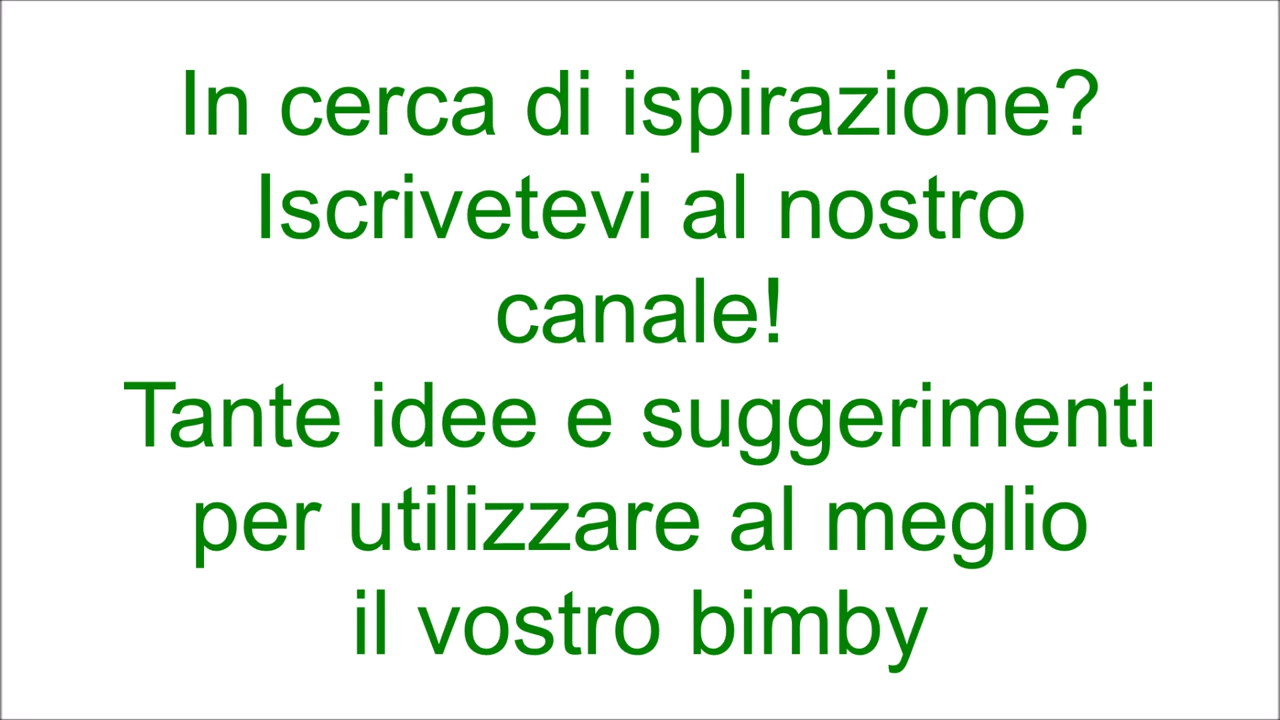 In cerca di ispirazione?
Iscrivetevi al nostro
canale!
Tante idee e suggerimenti
per utilizzare al meglio
il vostro bimby